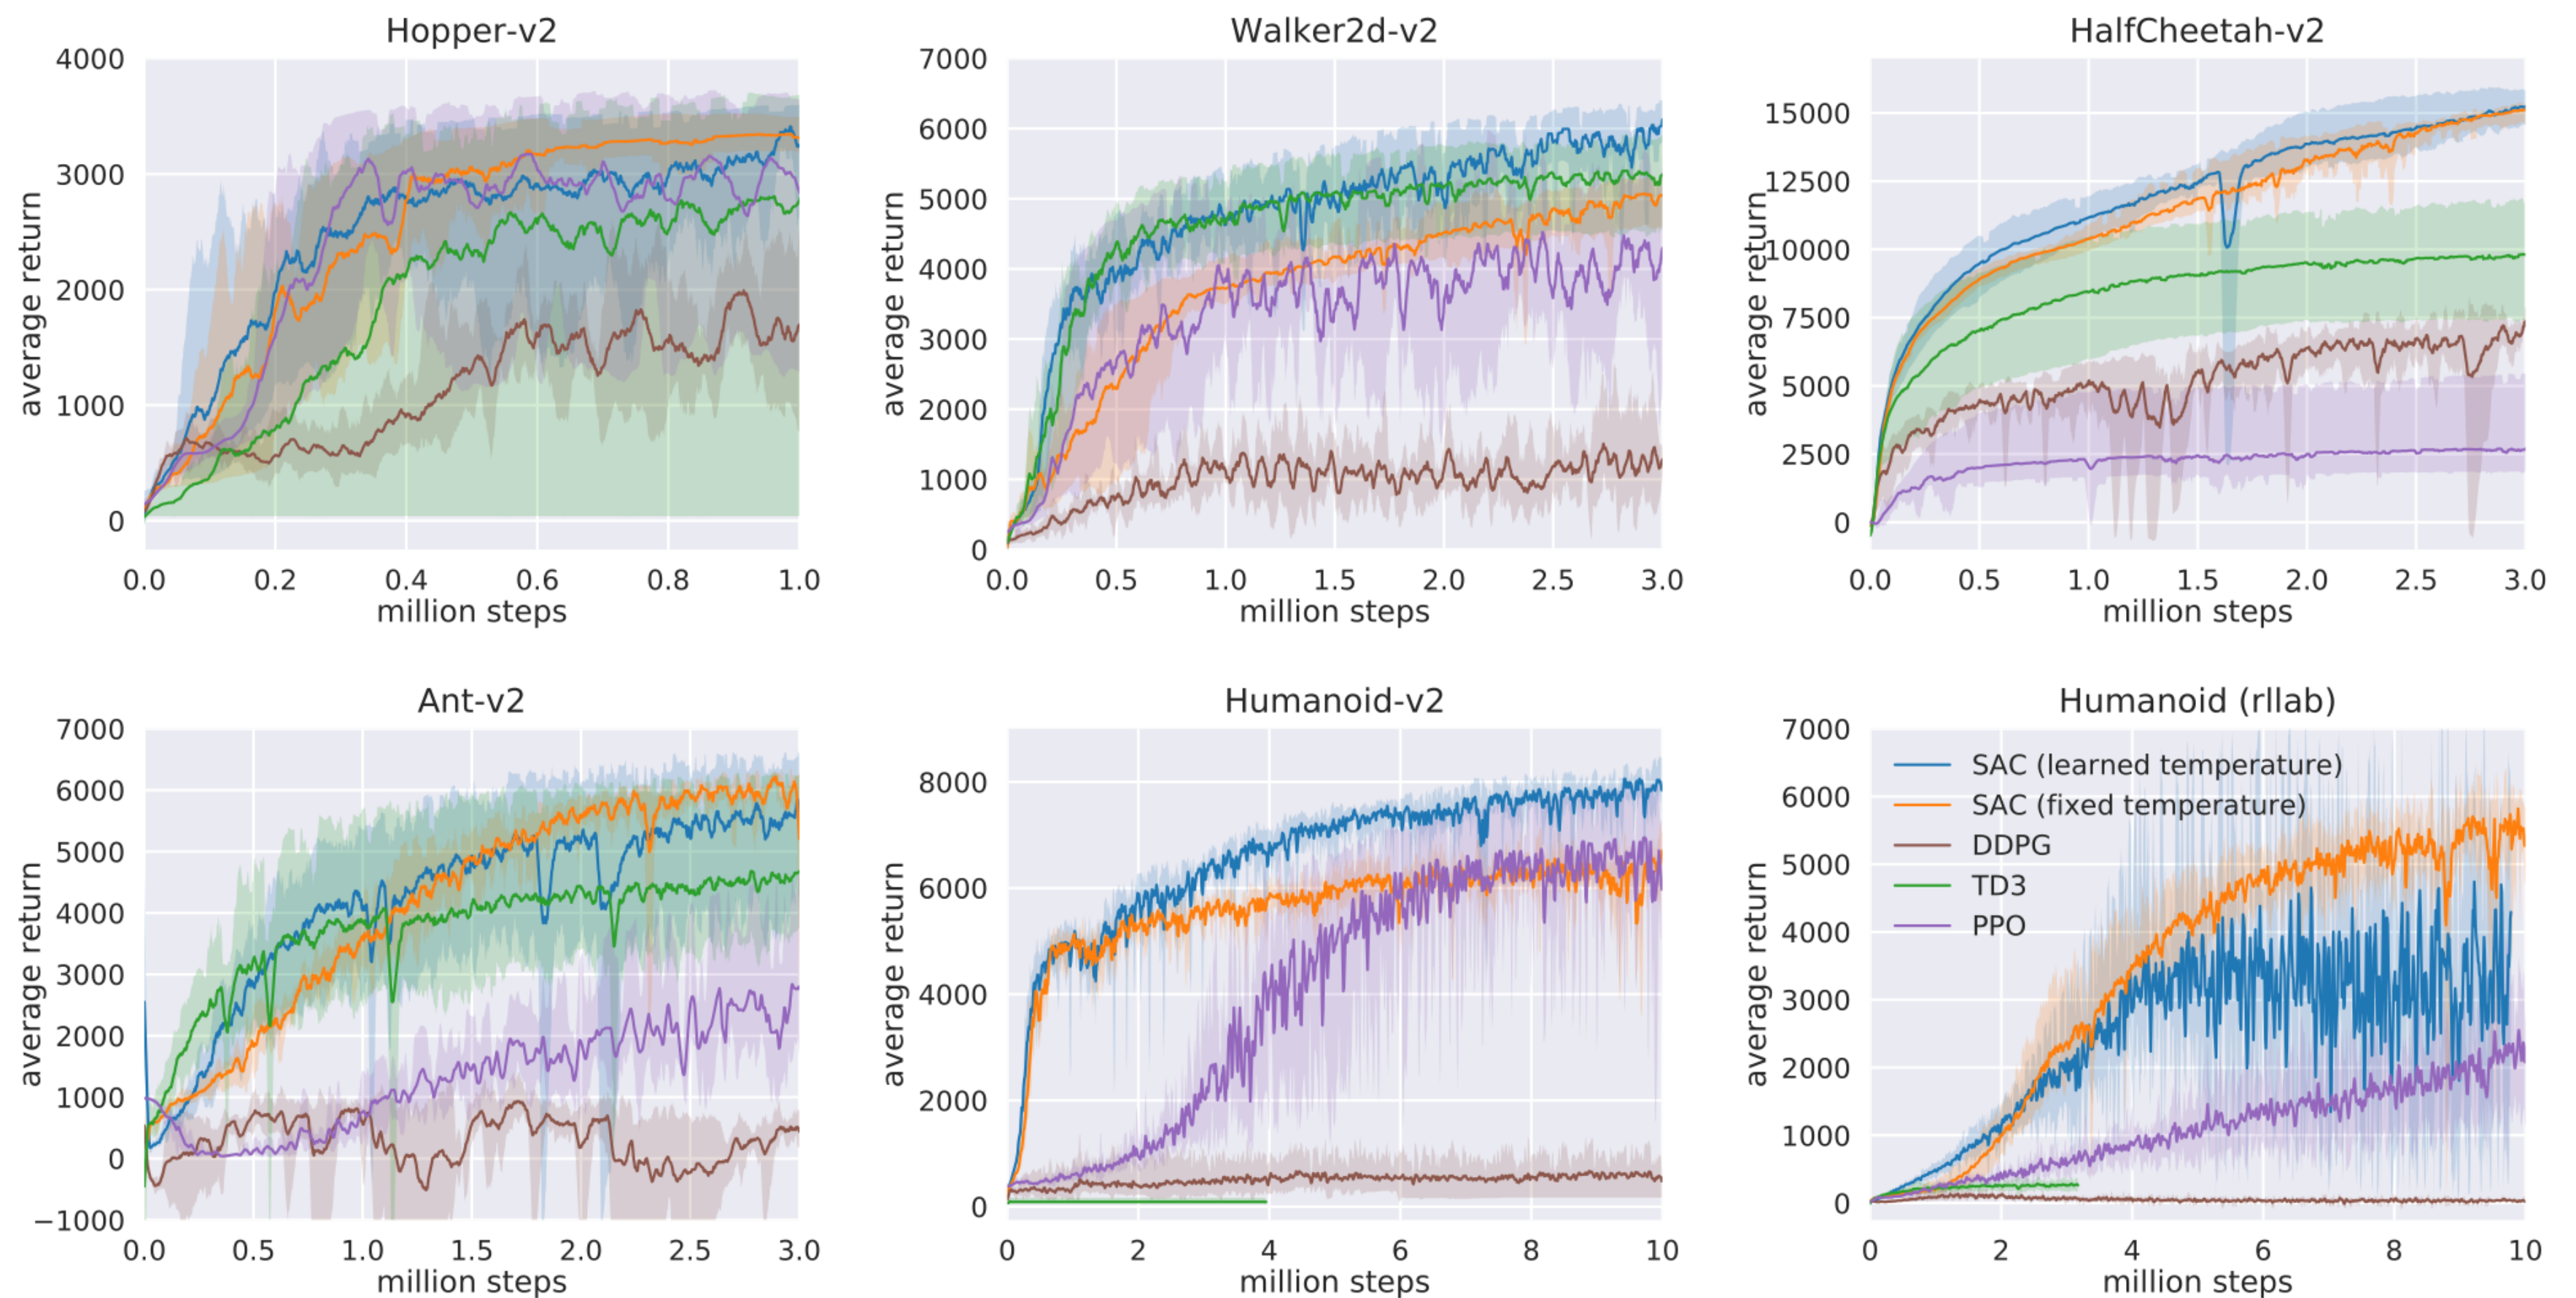 Hopper-v2
4000
3000
2000
1000
0
average return
0.0 0.2 0.4 0.6 0.8 1.0
million steps
Walker2d-v2
7000
6000
5000
4000
3000
2000
1000
0
average return
0.0 0.5 1.0 1.5 2.0 2.5 3.0
million steps
HalfCheetah-v2
15000
12500
10000
7500
5000
2500
0
average return
0.0 0.5 1.0 1.5 2.0 2.5 3.0
million steps
Ant-v2
7000
6000
5000
4000
3000
2000
1000
0
−1000
average return
0.0 0.5 1.0 1.5 2.0 2.5 3.0
million steps
Humanoid-v2
8000
6000
4000
2000
0
average return
0 2 4 6 8 10
million steps
Humanoid (rllab)
7000
6000
5000
4000
3000
2000
1000
0
average return
SAC (learned temperature)
SAC (fixed temperature)
DDPG
TD3
PPO
0 2 4 6 8 10
million steps